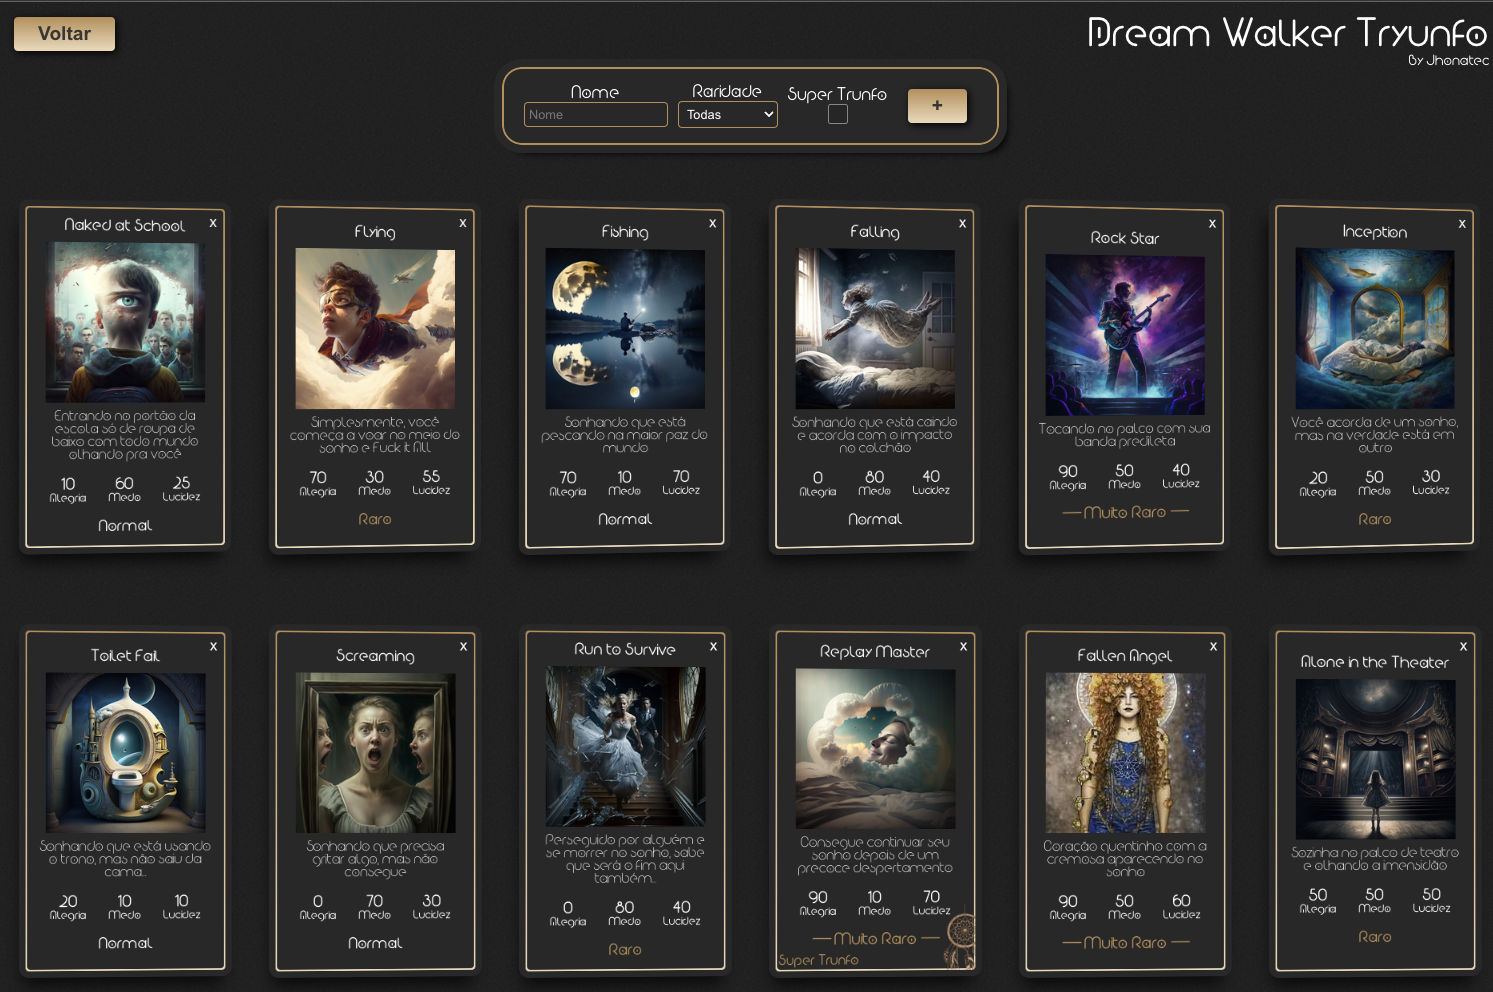 Voltar
Dream Walker Tryunfo
By Jhonatec
Nome
Raridade
Super Trunfo
Nome
Todas
+
Naked at School
x
Entrando no portão da
escola só de roupa de
baixo com todo mundo
olhando pra você
10 60 25
Alegria Medo Lucidez
Normal
Flying
x
Simplesmente, você
começa a voar no meio do
sonho e Fuck it All
70 30 55
Alegria Medo Lucidez
Raro
Fishing
x
Sonhando que está
pescando na maior paz do
mundo
70 10 70
Alegria Medo Lucidez
Normal
Falling
x
Sonhando que está caindo
e acorda com o impacto
no colchão
0 80 40
Alegria Medo Lucidez
Normal
Rock Star
x
Tocando no palco com sua
banda predileta
90 50 40
Alegria Medo Lucidez
Muito Raro
Inception
x
Você acorda de um sonho,
mas na verdade está em
outro
20 50 30
Alegria Medo Lucidez
Raro
Toilet Fail
x
Sonhando que está usando
o trono, mas não saiu da
cama..
20 10 10
Alegria Medo Lucidez
Normal
Screaming
x
Sonhando que precisa
gritar algo, mas não
consegue
0 70 30
Alegria Medo Lucidez
Normal
Run to Survive
x
Perseguido por alguém e
se morrer no sonho, sabe
que será o fim aqui
também..
0 80 40
Alegria Medo Lucidez
Raro
Replay Master
x
Consegue continuar seu
sonho depois de um
precoce despertamento
90 10 70
Alegria Medo Lucidez
Muito Raro
Super Trunfo
Fallen Angel
x
Coração quentinho com a
cremosa aparecendo no
sonho
90 50 60
Alegria Medo Lucidez
Muito Raro
Alone in the Theater
x
Sozinha no palco de teatro
e olhando a imensidão
50 50 50
Alegria Medo Lucidez
Raro